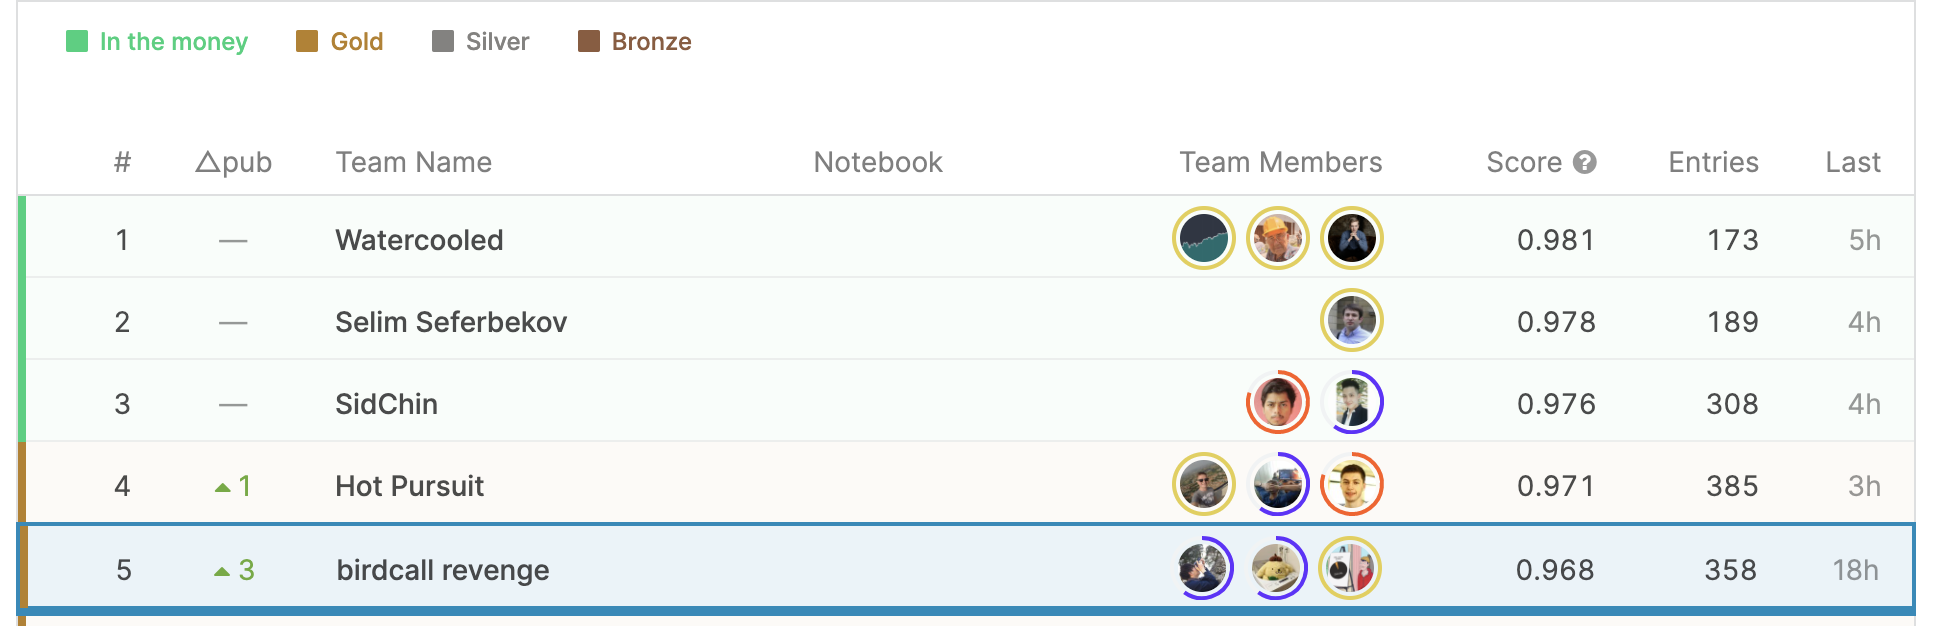 In the money Gold Silver Bronze
# △pub Team Name Notebook Team Members Score ? Entries Last
1 — Watercooled 0.981 173 5h
2 — Selim Seferbekov 0.978 189 4h
3 — SidChin 0.976 308 4h
4 ▲ 1 Hot Pursuit 0.971 385 3h
5 ▲ 3 birdcall revenge 0.968 358 18h